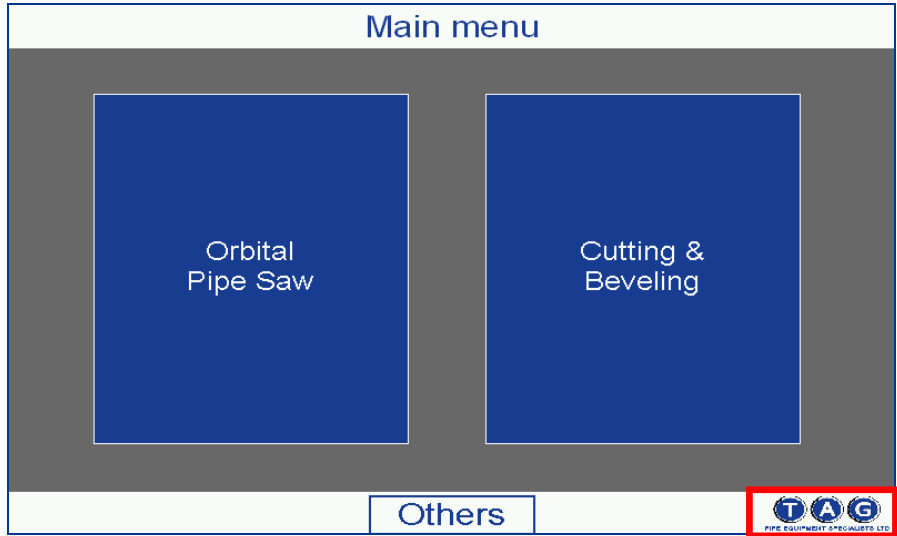 Main menu
Orbital
Pipe Saw
Cutting &
Beveling
Others
TAG
PIPE EQUIPMENT SPECIALISTS LTD